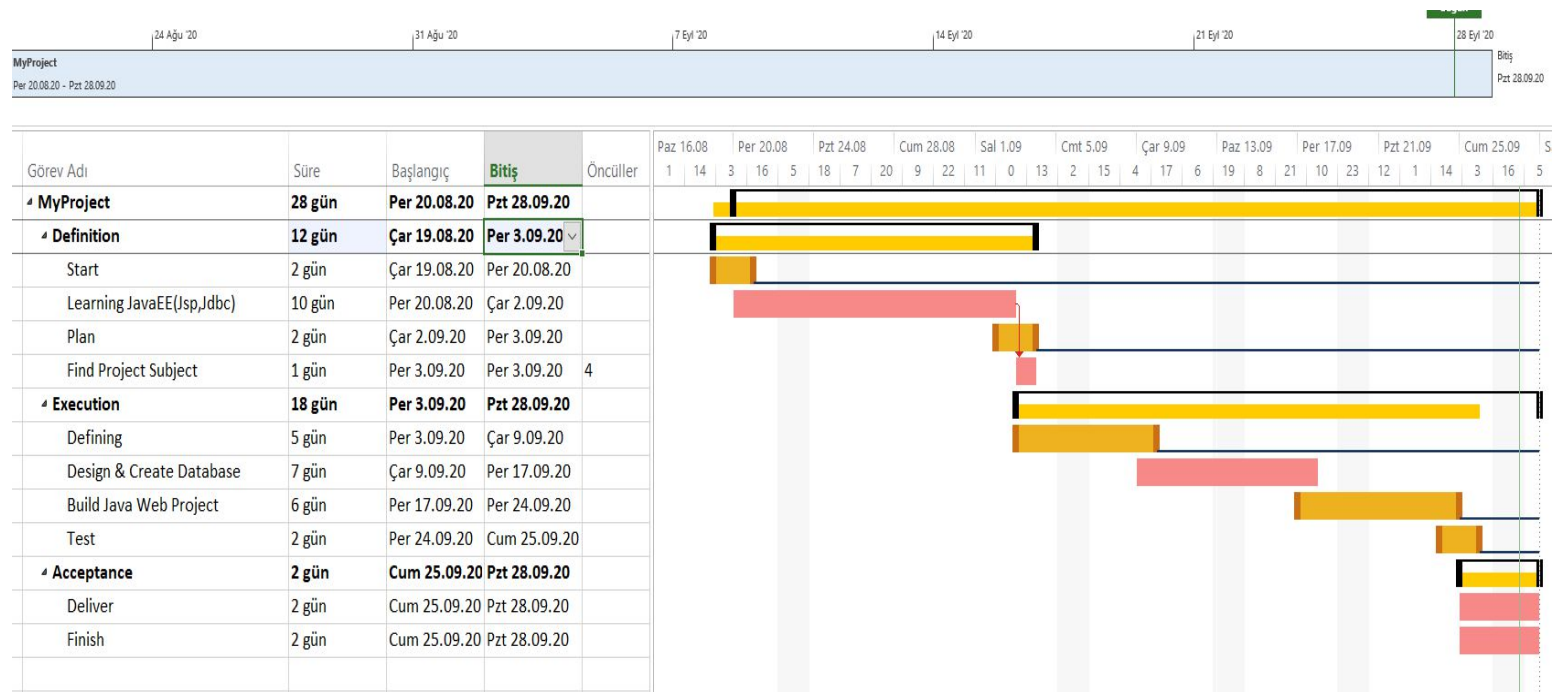 24 Ağu '20 31 Ağu '20 7 Eyl '20 14 Eyl '20 21 Eyl '20 28 Eyl '20
MyProject
Per 20.08.20 - Pzt 28.09.20
Bitiş
Pzt 28.09.20
Paz 16.08 Per 20.08 Pzt 24.08 Cum 28.08 Sal 1.09 Cmt 5.09 Çar 9.09 Paz 13.09 Per 17.09 Pzt 21.09 Cum 25.09 S
Görev Adı Süre Başlangıç Bitiş Öncüller 1 14 3 16 5 18 7 20 9 22 11 0 13 2 15 4 17 6 19 8 21 10 23 12 1 14 3 16 5
MyProject 28 gün Per 20.08.20 Pzt 28.09.20
Definition 12 gün Çar 19.08.20 Per 3.09.20
Start 2 gün Çar 19.08.20 Per 20.08.20
Learning JavaEE(Jsp,Jdbc) 10 gün Per 20.08.20 Çar 2.09.20
Plan 2 gün Çar 2.09.20 Per 3.09.20
Find Project Subject 1 gün Per 3.09.20 Per 3.09.20 4
Execution 18 gün Per 3.09.20 Pzt 28.09.20
Defining 5 gün Per 3.09.20 Çar 9.09.20
Design & Create Database 7 gün Çar 9.09.20 Per 17.09.20
Build Java Web Project 6 gün Per 17.09.20 Per 24.09.20
Test 2 gün Per 24.09.20 Cum 25.09.20
Acceptance 2 gün Cum 25.09.20 Pzt 28.09.20
Deliver 2 gün Cum 25.09.20 Pzt 28.09.20
Finish 2 gün Cum 25.09.20 Pzt 28.09.20